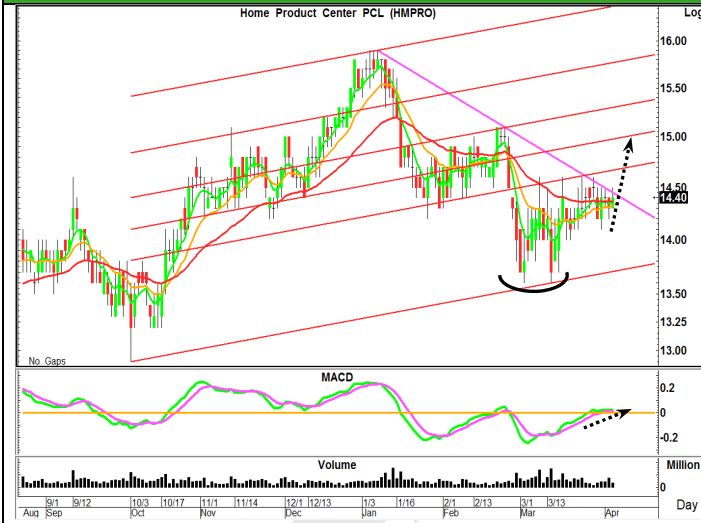 Home Product Center PCL (HMPRO)
Log
16.00
15.50
15.00
14.50
14.40
14.00
13.50
13.25
13.00
No Gaps
MACD
0.2
0
-0.2
Volume
Million
0
9/1 9/12 10/3 10/17 11/1 11/14 12/1 12/13 1/3 1/16 2/1 2/13 3/1 3/13
Aug Sep Oct Nov Dec Jan Feb Mar Apr
Day